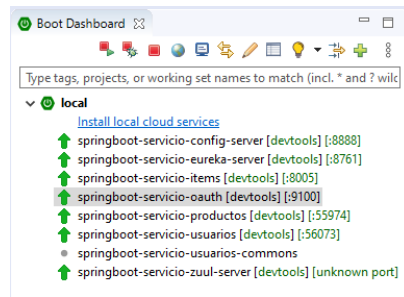 Boot Dashboard
Type tags, projects, or working set names to match (incl. * and ? wilc
local
Install local cloud services
springboot-servicio-config-server [devtools] [:8888]
springboot-servicio-eureka-server [devtools] [:8761]
springboot-servicio-items [devtools] [:8005]
springboot-servicio-oauth [devtools] [:9100]
springboot-servicio-productos [devtools] [:55974]
springboot-servicio-usuarios [devtools] [:56073]
springboot-servicio-usuarios-commons
springboot-servicio-zuul-server [devtools] [unknown port]